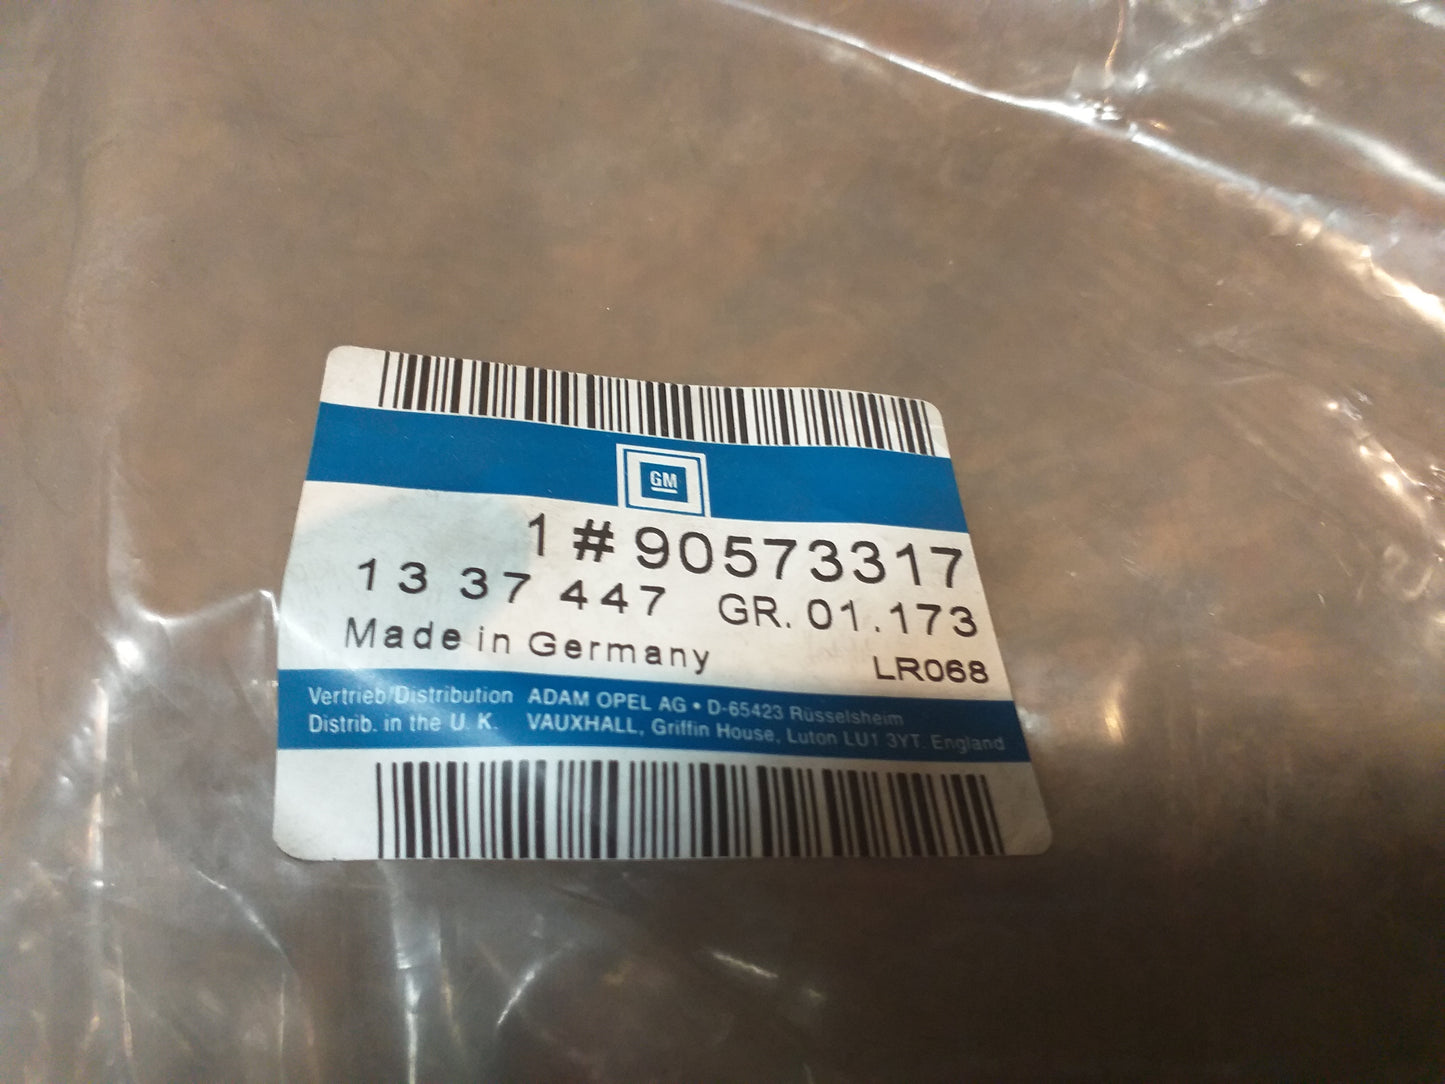 GM
1 # 90573317
13 37 447 GR. 01.173
Made in Germany LR068
Vertrieb/Distribution ADAM OPEL AG • D-65423 Rüsselsheim
Distrib. in the U. K. VAUXHALL, Griffin House, Luton LU1 3YT. England